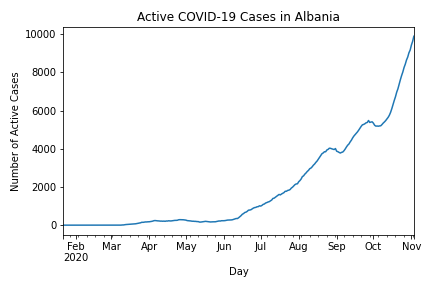 Active COVID-19 Cases in Albania
Number of Active Cases
10000
8000
6000
4000
2000
0
Feb Mar Apr May Jun Jul Aug Sep Oct Nov
2020
Day